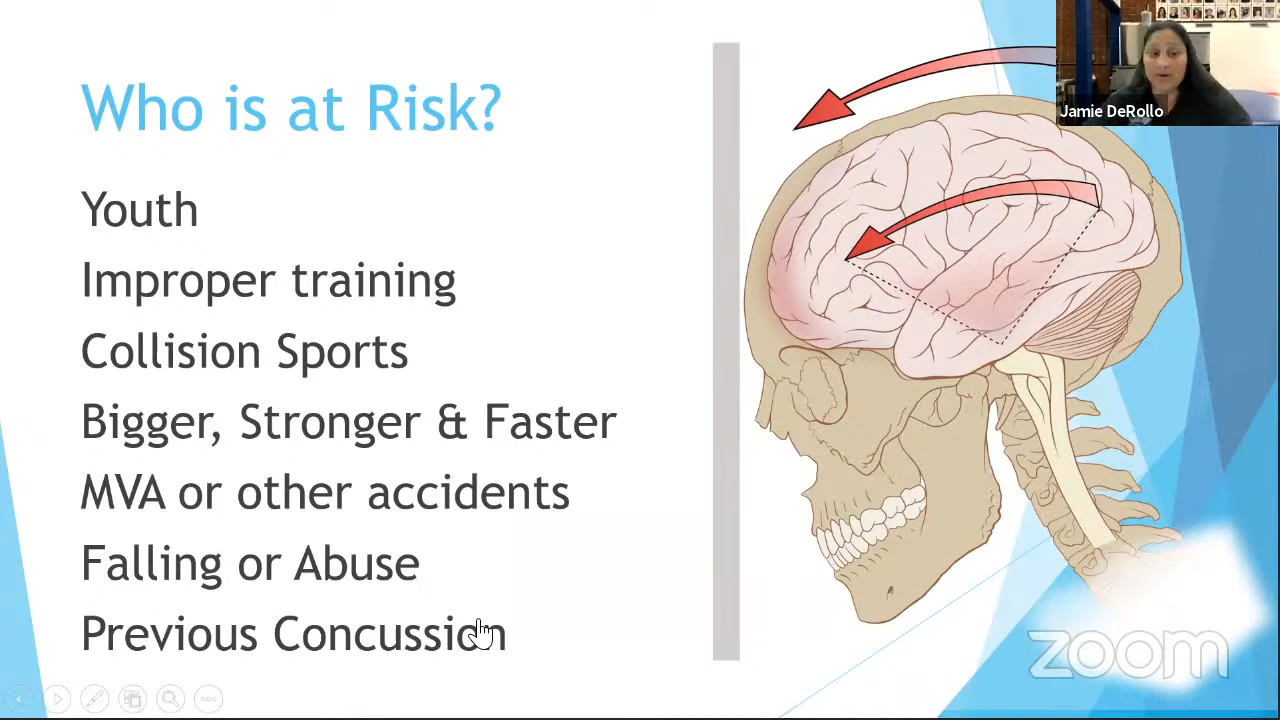 Who is at Risk?
Youth
Improper training
Collision Sports
Bigger, Stronger & Faster
MVA or other accidents
Falling or Abuse
Previous Concussion
Jamie DeRollo
zoom